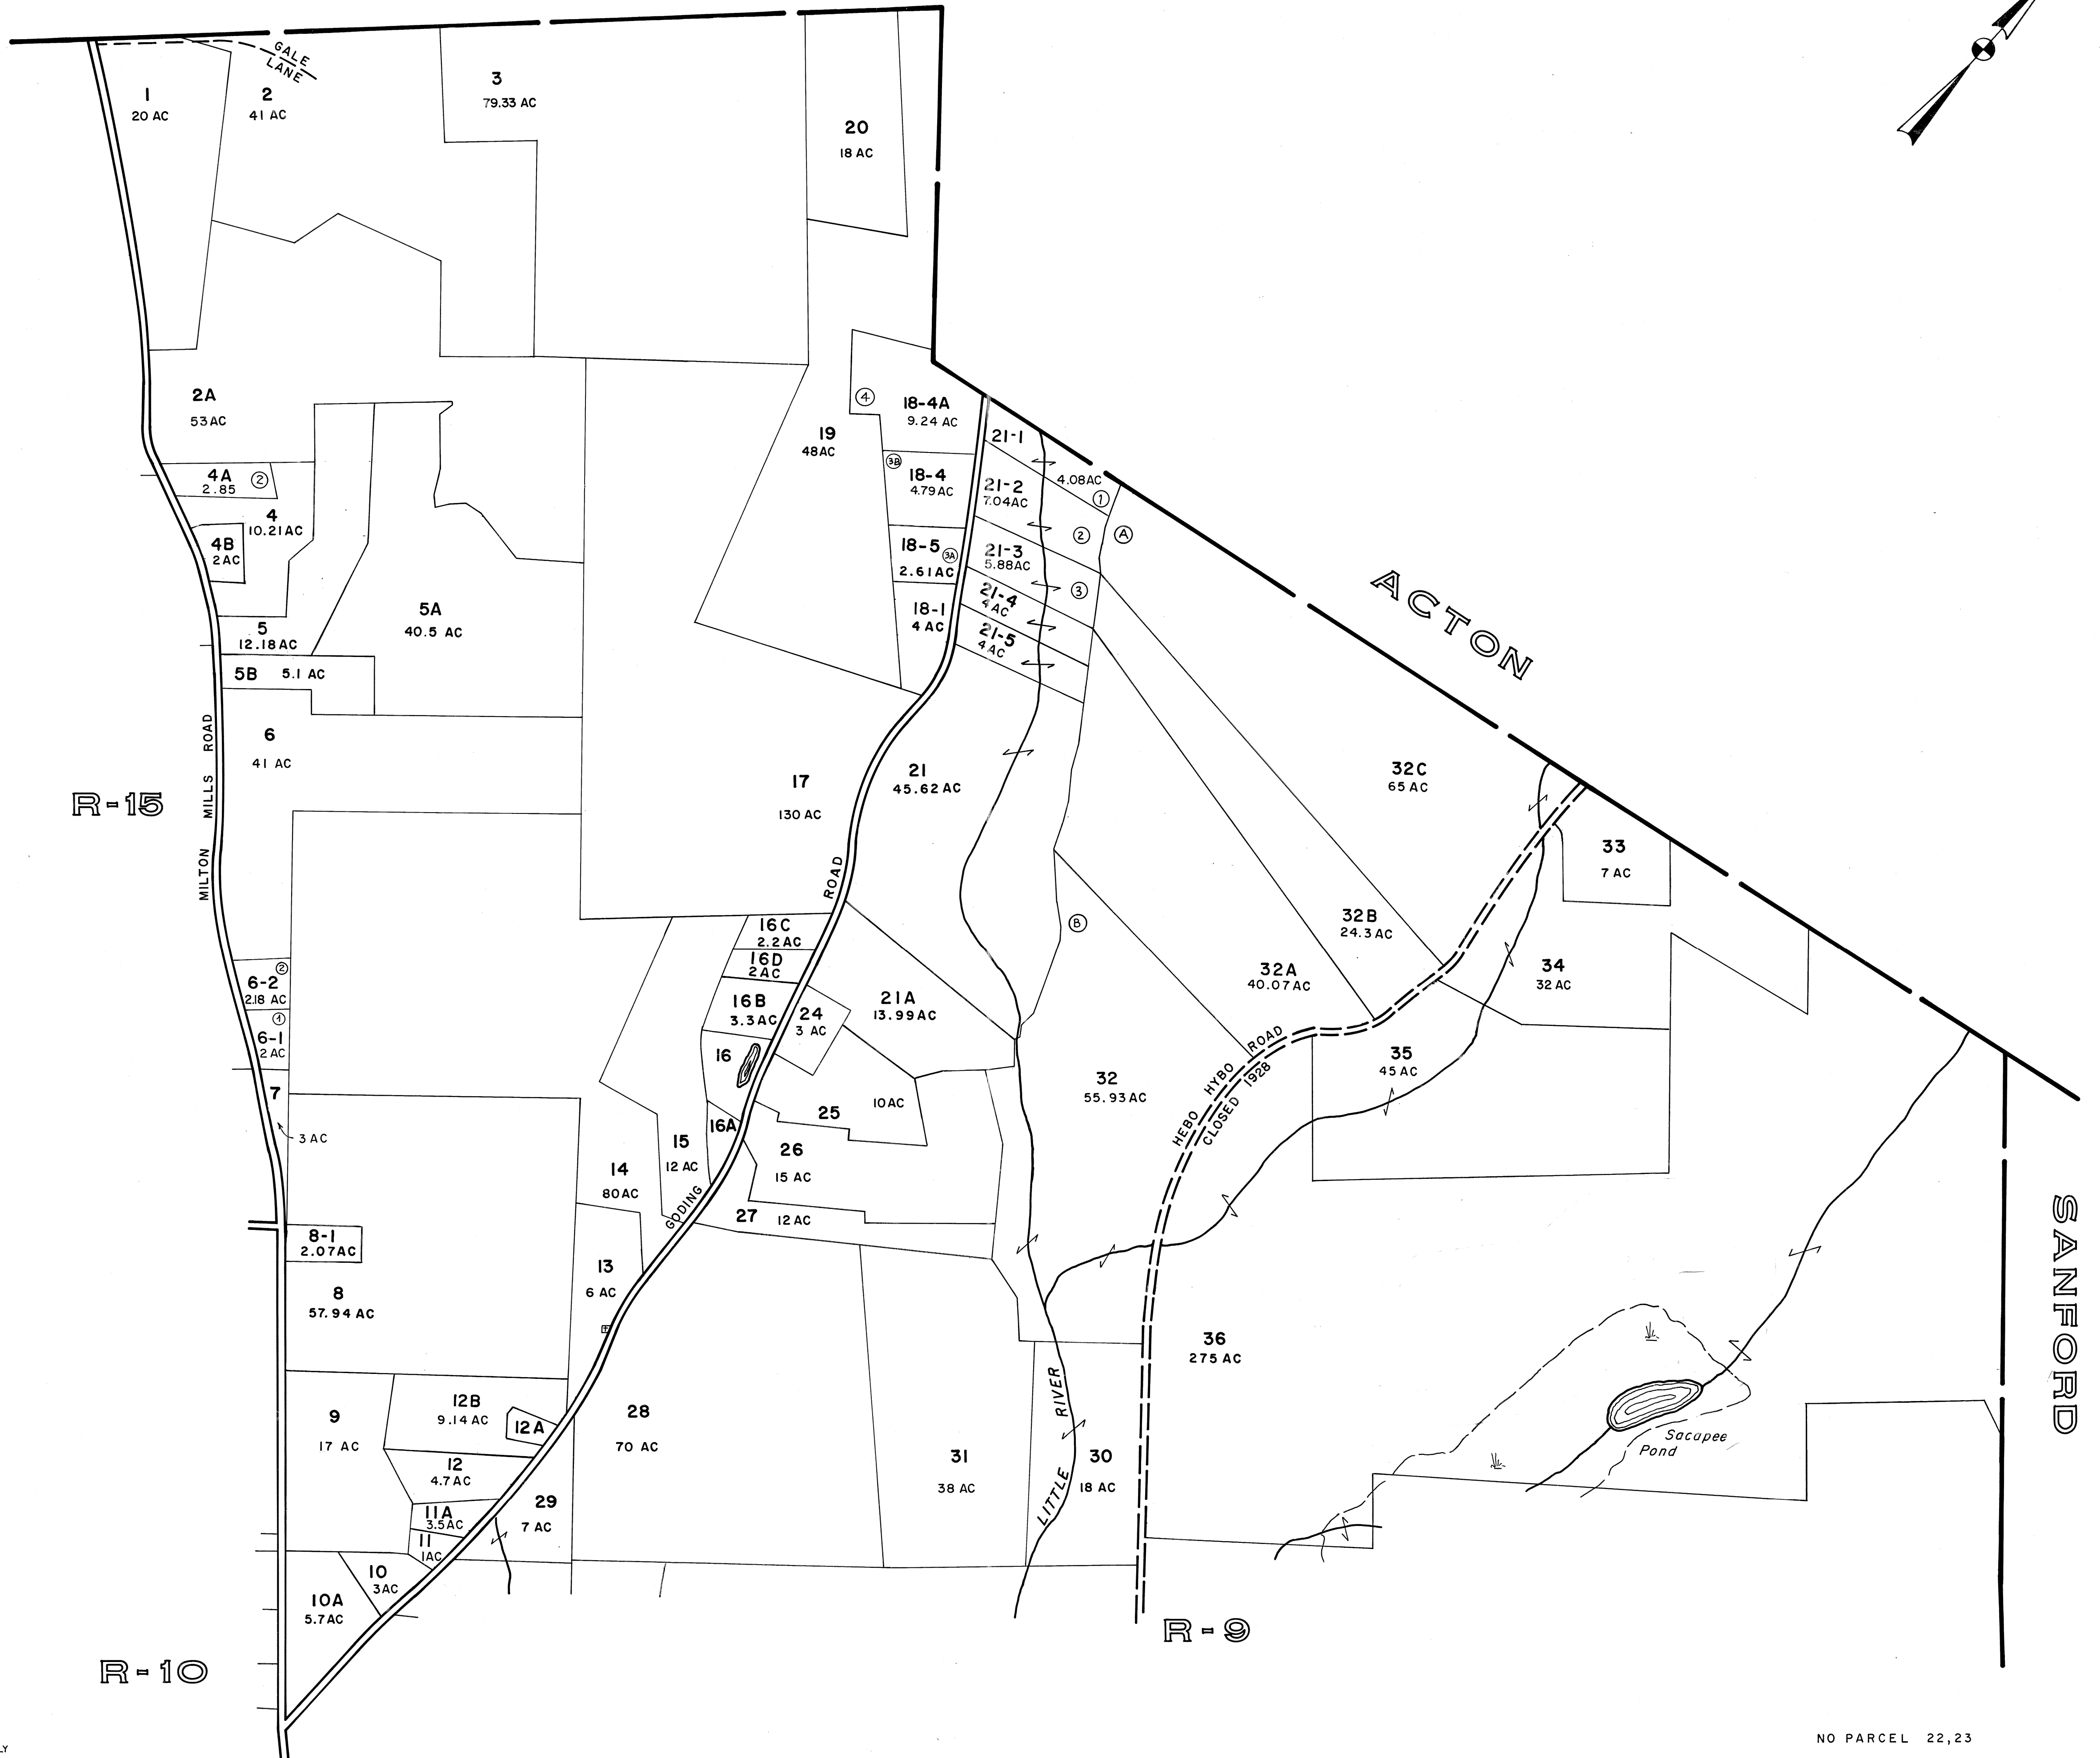 GALE
LANE
1
20 AC
2
41 AC
3
79.33 AC
20
18 AC
2A
53 AC
4A
2.85
2
4
10.21 AC
4B
2 AC
5
12.18 AC
5A
40.5 AC
5B 5.1 AC
6
41 AC
R-15
MILTON MILLS ROAD
19
48 AC
4
18-4A
9.24 AC
3B
18-4
4.79 AC
18-5
3A
2.61 AC
18-1
4 AC
21-1
4.08 AC
1
21-2
7.04 AC
2
A
21-3
5.88 AC
3
21-4
4 AC
21-5
4 AC
ACTON
17
130 AC
21
45.62 AC
32C
65 AC
33
7 AC
B
32B
24.3 AC
32A
40.07 AC
34
32 AC
ROAD
16C
2.2 AC
16D
2 AC
16B
3.3 AC
24
3 AC
21A
13.99 AC
2
6-2
2.18 AC
1
6-1
2 AC
7
3 AC
16
16A
25
10 AC
32
55.93 AC
HEBO HYBO ROAD
CLOSED 1928
35
45 AC
14
80 AC
15
12 AC
26
15 AC
GODING
27 12 AC
8-1
2.07 AC
8
57.94 AC
13
6 AC
SANFORD
36
275 AC
9
17 AC
12B
9.14 AC
12A
12
4.7 AC
11A
3.5 AC
11
1 AC
29
7 AC
28
70 AC
31
38 AC
LITTLE RIVER
30
18 AC
Sacapee
Pond
10
3 AC
10A
5.7 AC
R-10
R-9
NO PARCEL 22,23
LY